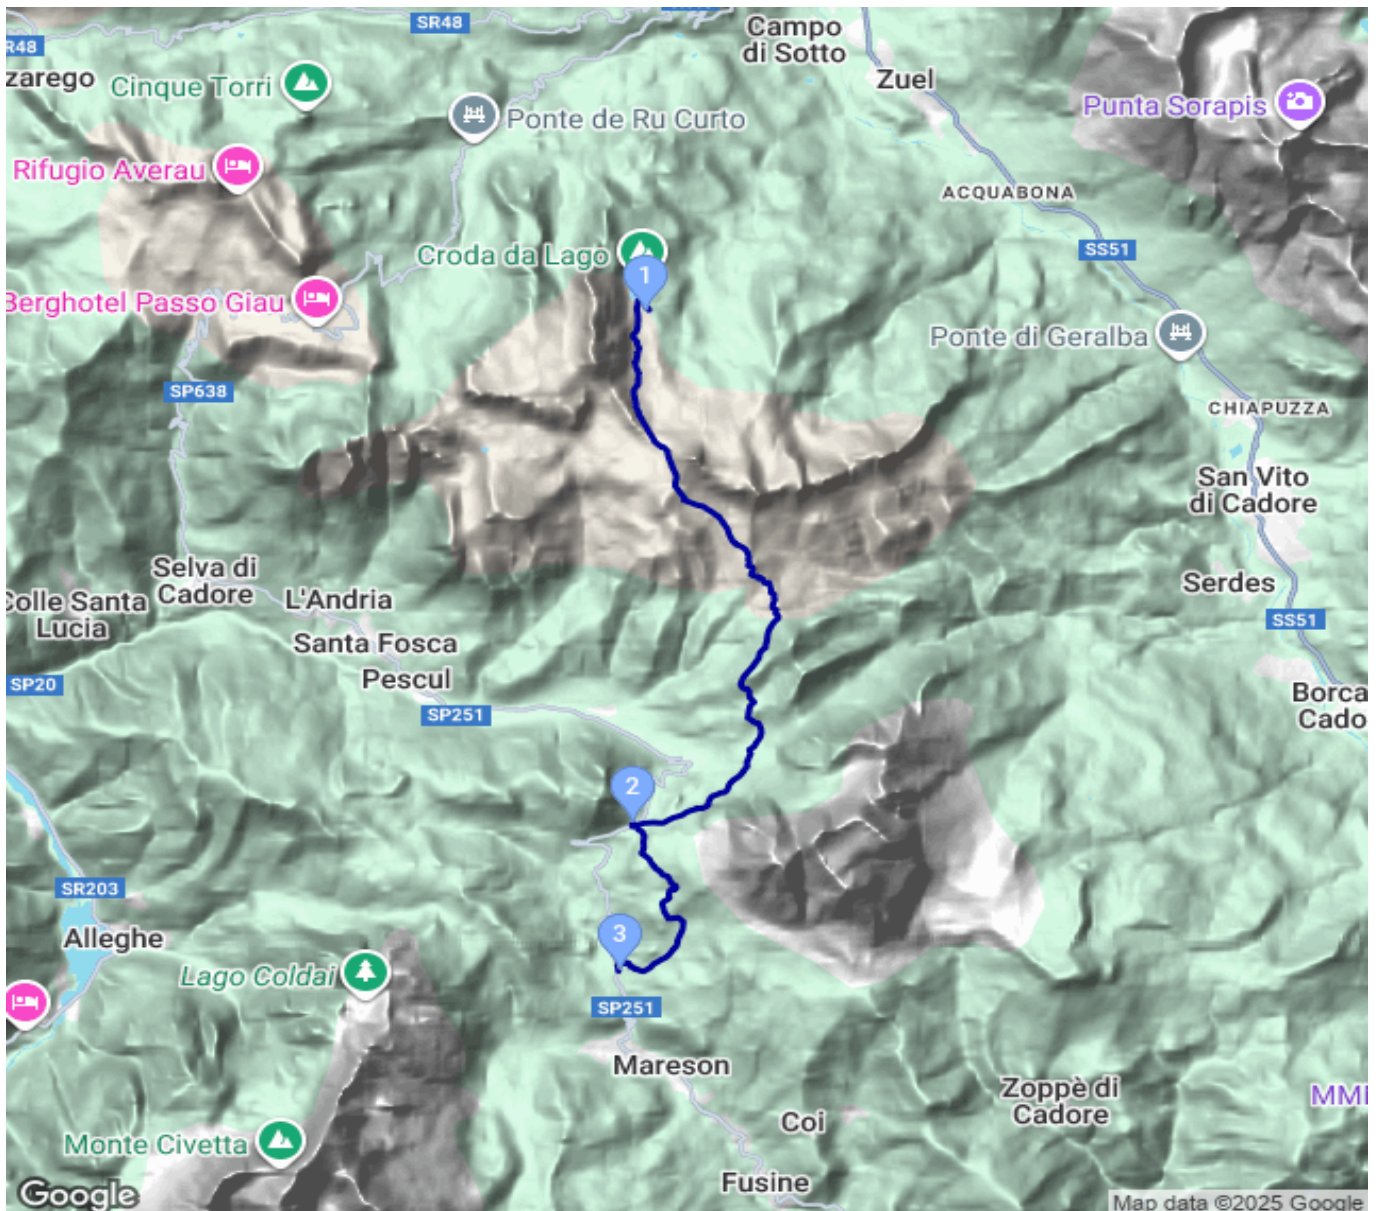 SR48
R48
zarego
Cinque Torri
Campo
di Sotto
Zuel
Punta Sorapis
Ponte de Ru Curto
Rifugio Averau
ACQUABONA
SS51
Croda da Lago
1
Berghotel Passo Giau
Ponte di Geralba
SP638
CHIAPUZZA
San Vito
di Cadore
Selva di
Cadore
L'Andria
Serdes
Colle Santa
Lucia
SS51
Santa Fosca
Pescul
SP20
SP251
Borca
Cado
2
SR203
Alleghe
3
Lago Coldai
SP251
Mareson
Zoppè di
Cadore
Coi
Monte Civetta
Fusine
Google
Map data ©2025 Google